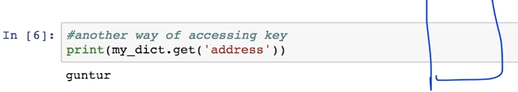 In [6]: #another way of accessing key
print(my_dict.get('address'))
guntur